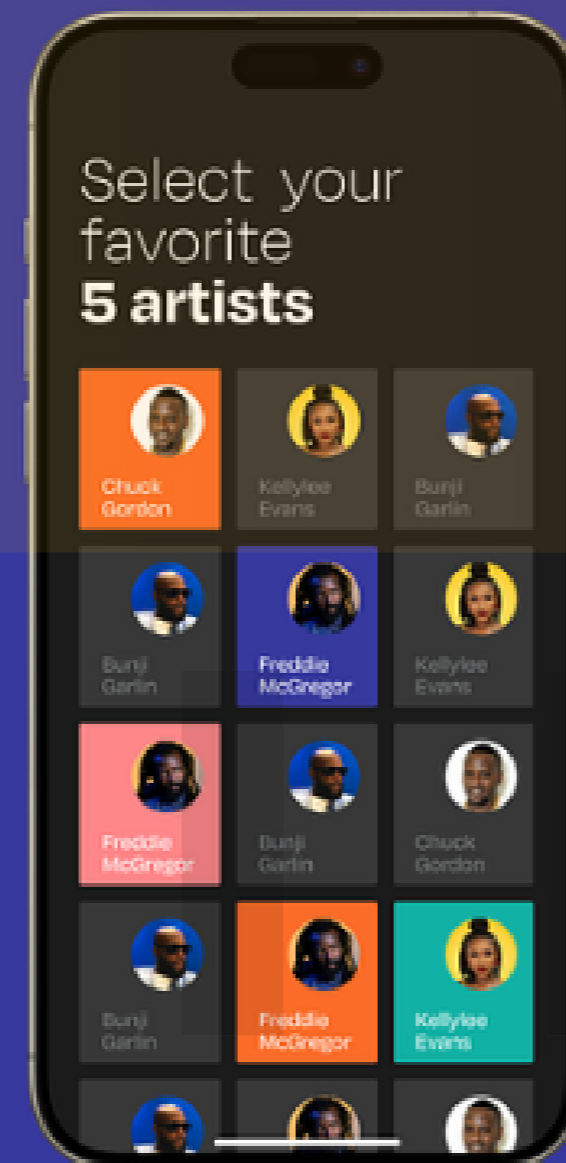 Select your
favorite
5 artists
Chuck
Gordon
Kellylee
Evans
Bunji
Garlin
Bunji
Garlin
Freddie
McGregor
Kellylee
Evans
Freddie
McGregor
Bunji
Garlin
Chuck
Gordon
Bunji
Garlin
Freddie
McGregor
Kellylee
Evans